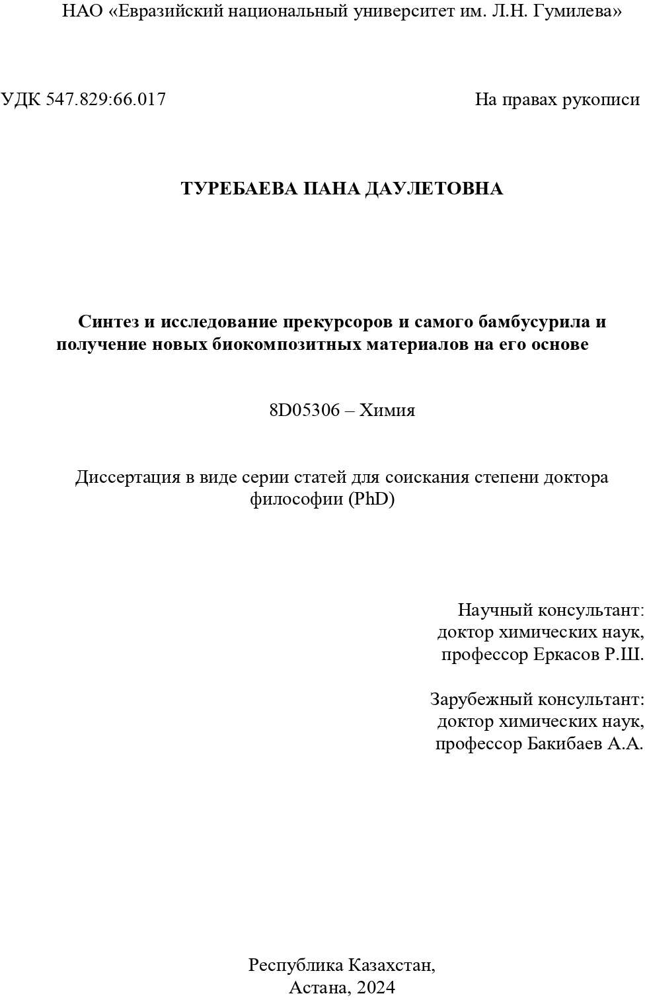 НАО «Евразийский национальный университет им. Л.Н. Гумилева»
УДК 547.829:66.017 На правах рукописи
ТУРЕБАЕВА ПАНА ДАУЛЕТОВНА
Синтез и исследование прекурсоров и самого бамбусурила и
получение новых биокомпозитных материалов на его основе
8D05306 – Химия
Диссертация в виде серии статей для соискания степени доктора
философии (PhD)
Научный консультант:
доктор химических наук,
профессор Еркасов Р.Ш.
Зарубежный консультант:
доктор химических наук,
профессор Бакибаев А.А.
Республика Казахстан,
Астана, 2024